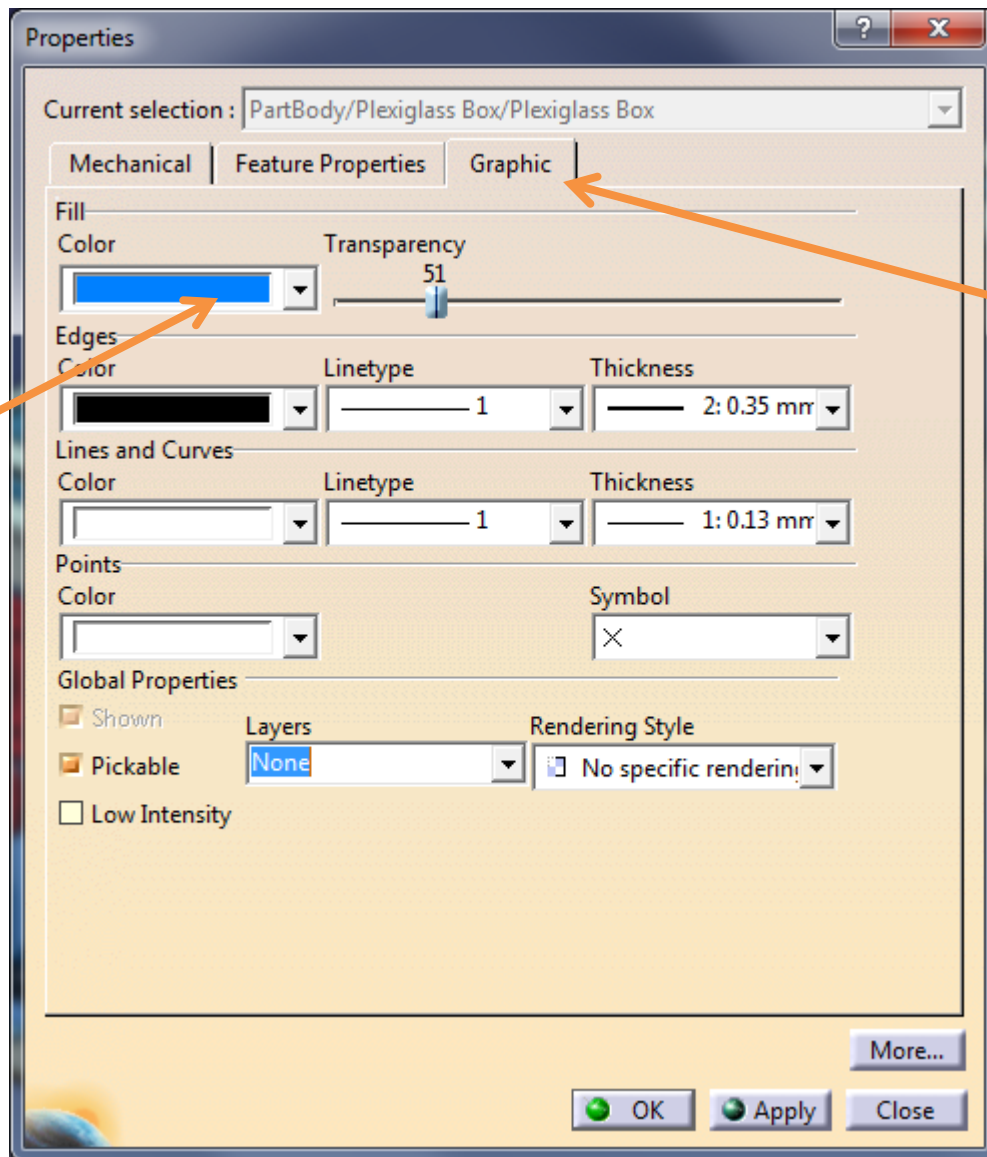 Properties
Current selection : PartBody/Plexiglass Box/Plexiglass Box
Mechanical Feature Properties Graphic
Fill
Color Transparency
51
Edges
Color Linetype Thickness
1 2: 0.35 mm
Lines and Curves
Color Linetype Thickness
1 1: 0.13 mm
Points
Color Symbol
Global Properties
Shown Layers Rendering Style
Pickable None No specific rendering
Low Intensity
More...
OK Apply Close